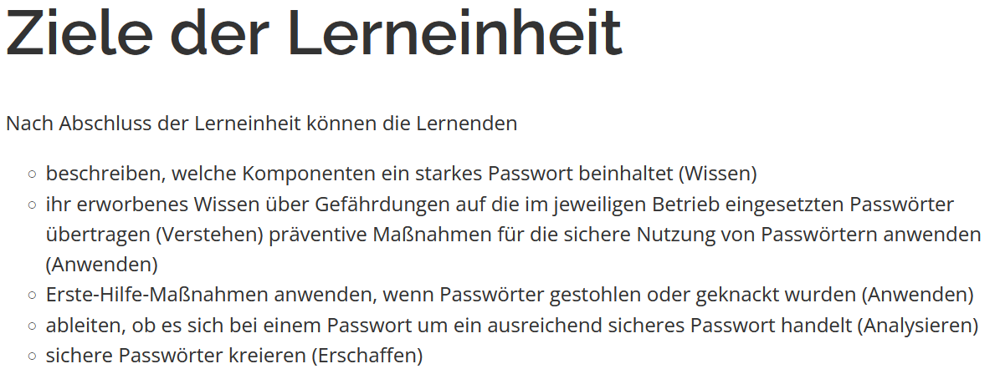 Ziele der Lerneinheit
Nach Abschluss der Lerneinheit können die Lernenden
◦ beschreiben, welche Komponenten ein starkes Passwort beinhaltet (Wissen)
◦ ihr erworbenes Wissen über Gefährdungen auf die im jeweiligen Betrieb eingesetzten Passwörter
übertragen (Verstehen) präventive Maßnahmen für die sichere Nutzung von Passwörtern anwenden
(Anwenden)
◦ Erste-Hilfe-Maßnahmen anwenden, wenn Passwörter gestohlen oder geknackt wurden (Anwenden)
◦ ableiten, ob es sich bei einem Passwort um ein ausreichend sicheres Passwort handelt (Analysieren)
◦ sichere Passwörter kreieren (Erschaffen)